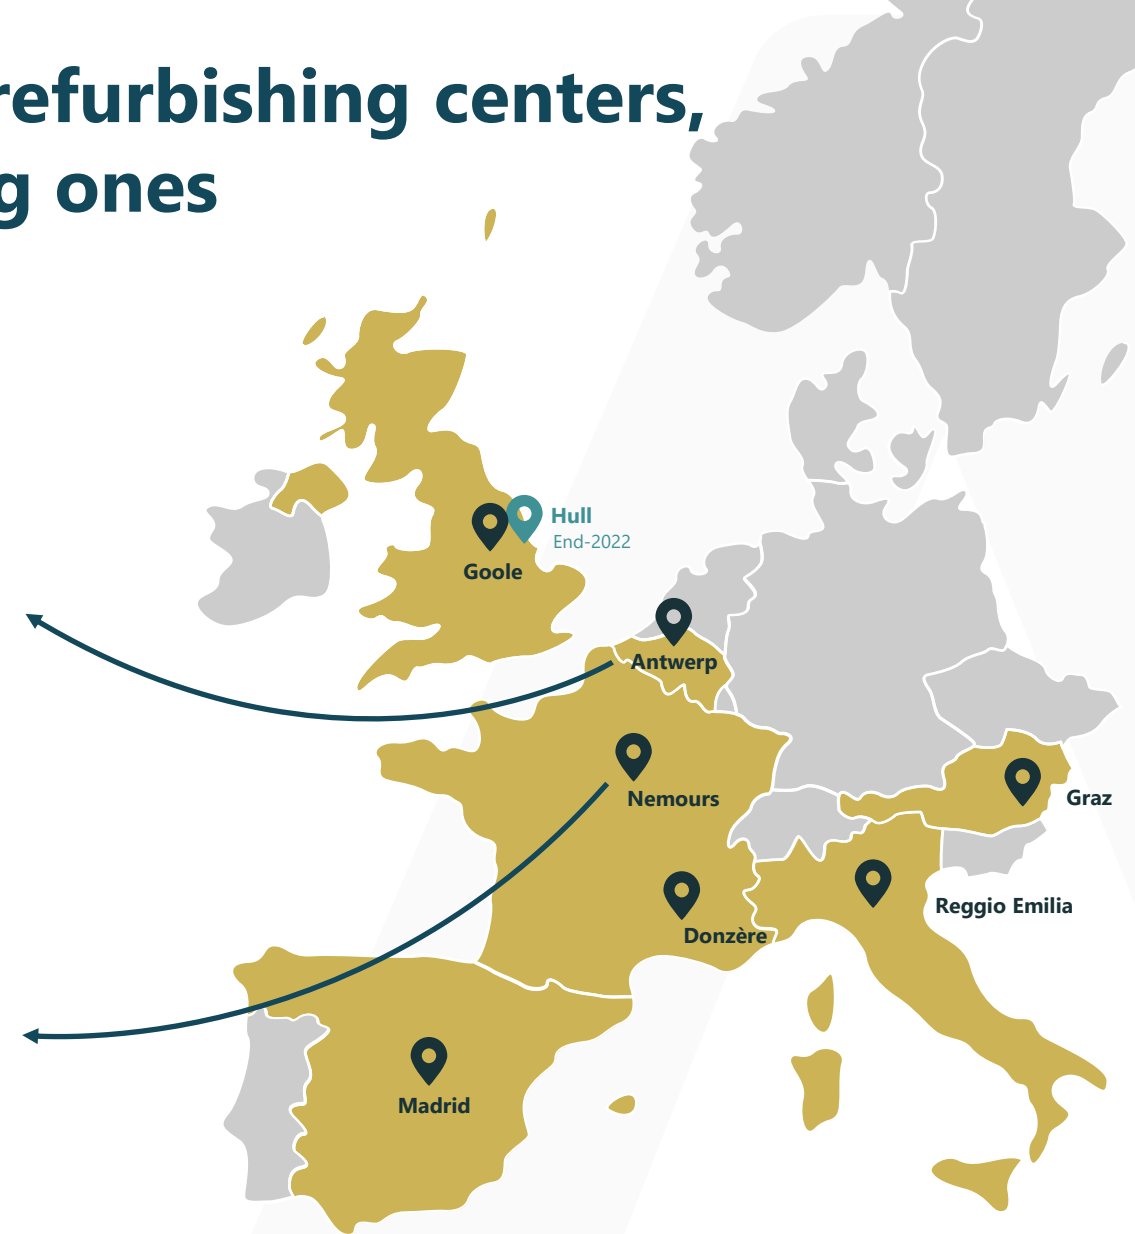 refurbishing centers,
g ones
Hull
End-2022
Goole
Antwerp
Nemours
Graz
Reggio Emilia
Donzère
Madrid